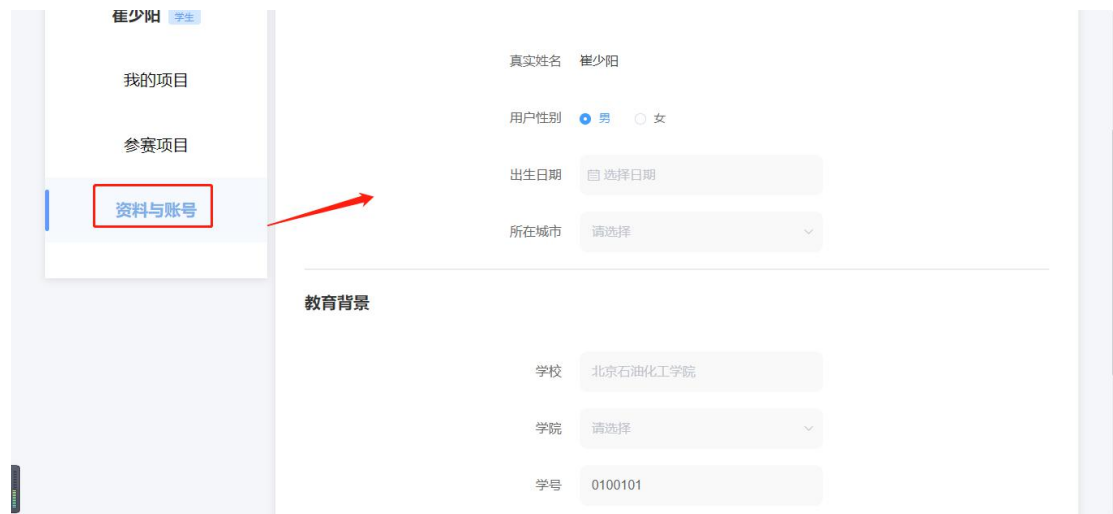 崔少阳 学生
我的项目
参赛项目
资料与账号
真实姓名 崔少阳
用户性别 男 女
出生日期 选择日期
所在城市 请选择
教育背景
学校 北京石油化工学院
学院 请选择
学号 0100101